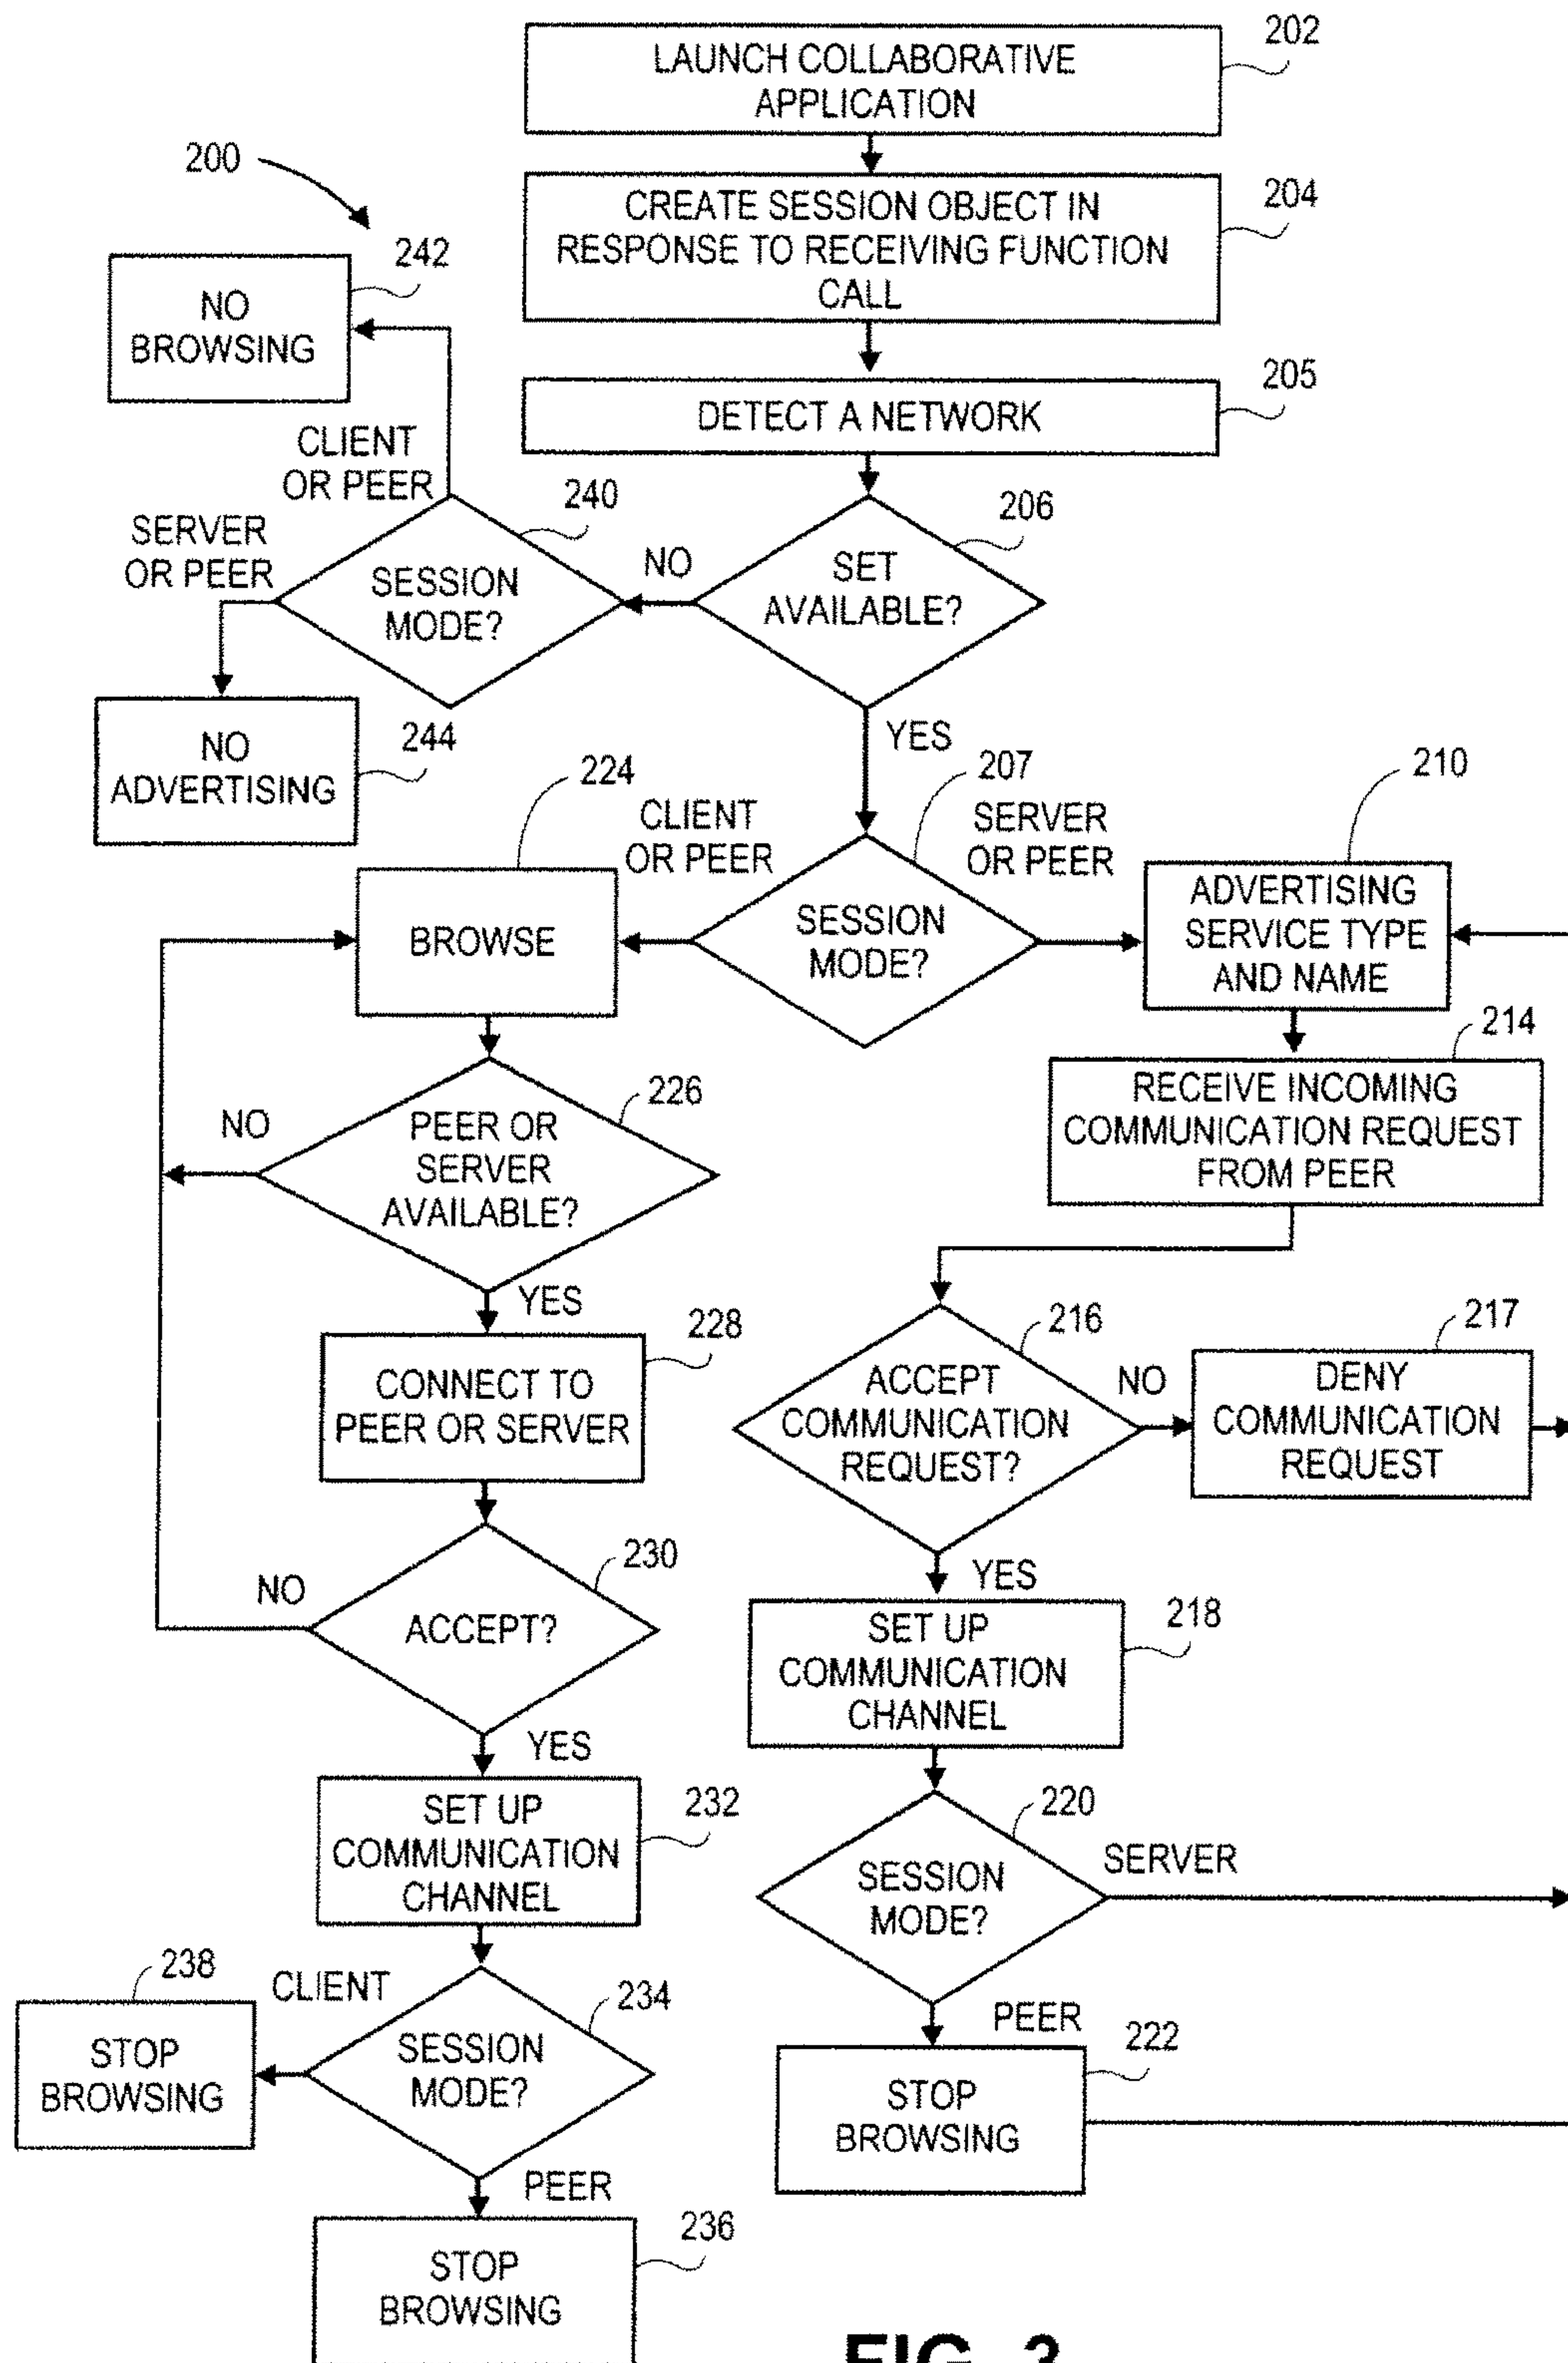 202
LAUNCH COLLABORATIVE
APPLICATION
200
204
CREATE SESSION OBJECT IN
RESPONSE TO RECEIVING FUNCTION
CALL
242
NO
BROWSING
205
DETECT A NETWORK
CLIENT
OR PEER
240
206
SERVER
OR PEER
SESSION
MODE?
NO
SET
AVAILABLE?
NO
ADVERTISING
244
YES
224
207
210
CLIENT
OR PEER
SERVER
OR PEER
BROWSE
SESSION
MODE?
ADVERTISING
SERVICE TYPE
AND NAME
214
226
NO
PEER OR
SERVER
AVAILABLE?
RECEIVE INCOMING
COMMUNICATION REQUEST
FROM PEER
YES
228
216
217
CONNECT TO
PEER OR SERVER
ACCEPT
COMMUNICATION
REQUEST?
NO
DENY
COMMUNICATION
REQUEST
230
NO
ACCEPT?
YES
218
SET UP
COMMUNICATION
CHANNEL
YES
232
SET UP
COMMUNICATION
CHANNEL
220
SERVER
SESSION
MODE?
238
CLIENT
234
STOP
BROWSING
SESSION
MODE?
PEER
222
STOP
BROWSING
PEER
236
STOP
BROWSING
FIG. 3